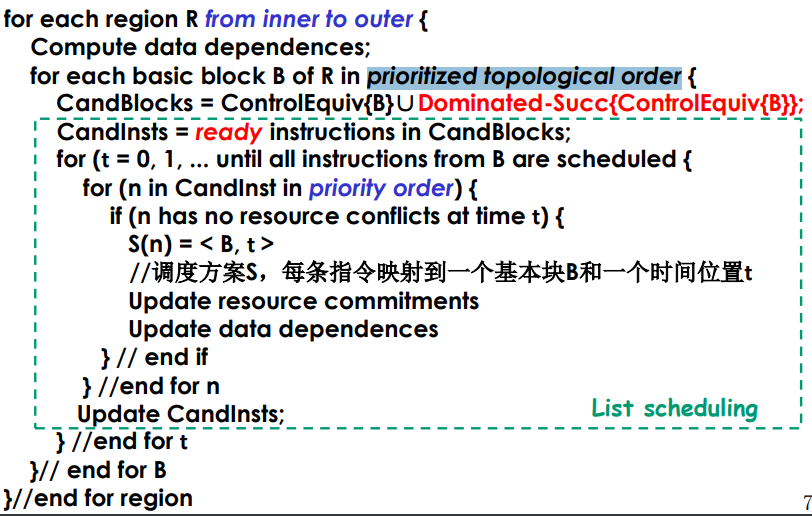 for each region R from inner to outer {
Compute data dependences;
for each basic block B of R in prioritized topological order {
CandBlocks = ControlEquiv{B}∪Dominated-Succ{ControlEquiv{B}};
CandInsts = ready instructions in CandBlocks;
for (t = 0, 1, ... until all instructions from B are scheduled {
for (n in CandInst in priority order) {
if (n has no resource conflicts at time t) {
S(n) = < B, t >
//调度方案S，每条指令映射到一个基本块B和一个时间位置t
Update resource commitments
Update data dependences
} // end if
} //end for n
Update CandInsts;
List scheduling
} //end for t
}// end for B
}//end for region
7